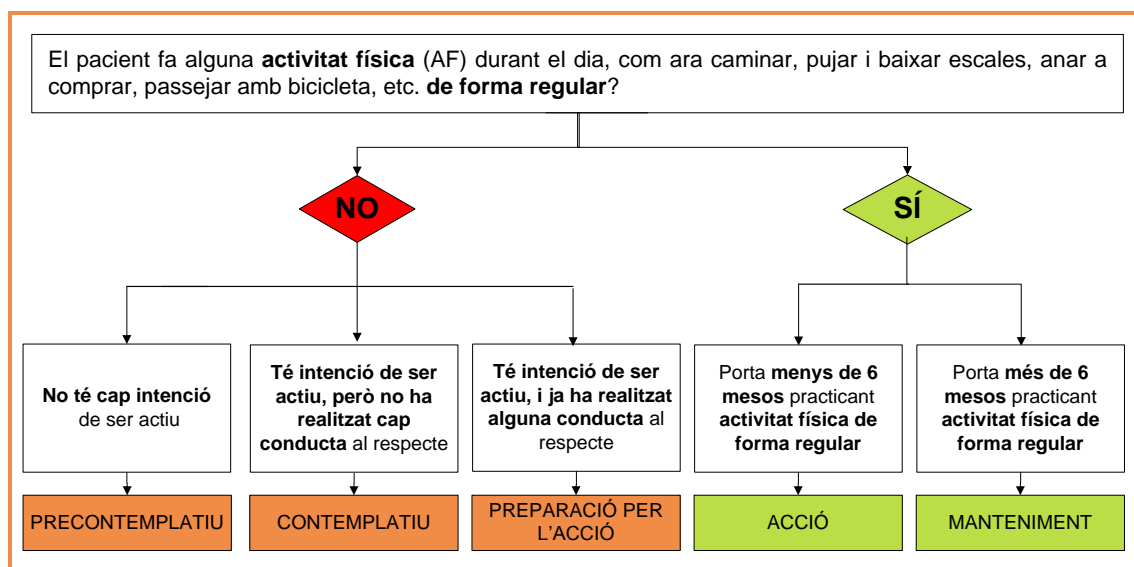 El pacient fa alguna activitat física (AF) durant el dia, com ara caminar, pujar i baixar escales, anar a
comprar, passejar amb bicicleta, etc. de forma regular?
NO
SÍ
No té cap intenció
de ser actiu
Té intenció de ser
actiu, però no ha
realitzat cap
conducta al respecte
Té intenció de ser
actiu, i ja ha realitzat
alguna conducta al
respecte
Porta menys de 6
mesos practicant
activitat física de
forma regular
Porta més de 6
mesos practicant
activitat física de
forma regular
PRECONTEMPLATIU
CONTEMPLATIU
PREPARACIÓ PER
L’ACCIÓ
ACCIÓ
MANTENIMENT